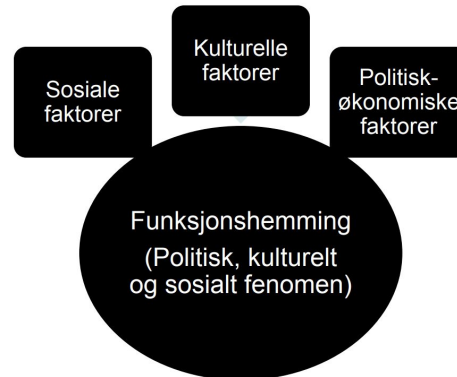 Sosiale
faktorer
Kulturelle
faktorer
Politisk-
økonomiske
faktorer
Funksjonshemming
(Politisk, kulturelt
og sosialt fenomen)